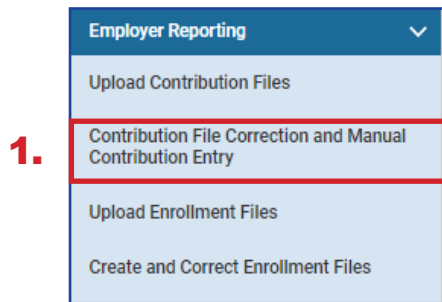 Employer Reporting
Upload Contribution Files
1.
Contribution File Correction and Manual
Contribution Entry
Upload Enrollment Files
Create and Correct Enrollment Files